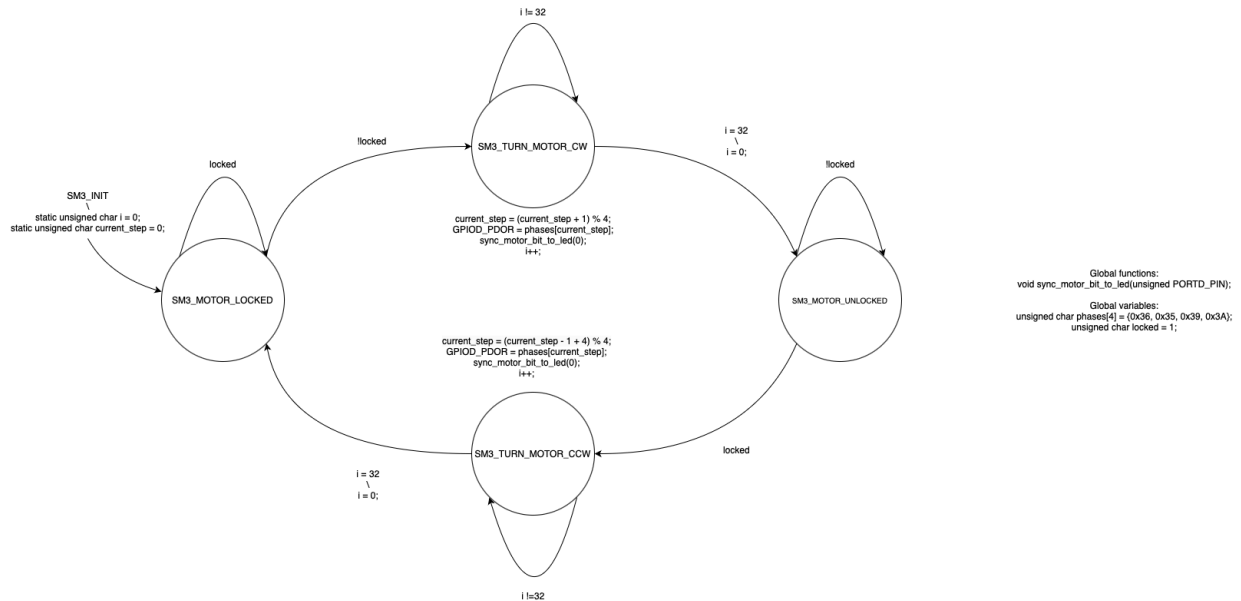 i != 32
!locked
SM3_TURN_MOTOR_CW
i = 32
\
i = 0;
current_step = (current_step + 1) % 4;
GPIOD_PDOR = phases[current_step];
sync_motor_bit_to_led(0);
i++;
locked
!locked
SM3_INIT
\
static unsigned char i = 0;
static unsigned char current_step = 0;
SM3_MOTOR_LOCKED
SM3_MOTOR_UNLOCKED
Global functions:
void sync_motor_bit_to_led(unsigned PORTD_PIN);
Global variables:
unsigned char phases[4] = {0x36, 0x35, 0x39, 0x3A};
unsigned char locked = 1;
current_step = (current_step - 1 + 4) % 4;
GPIOD_PDOR = phases[current_step];
sync_motor_bit_to_led(0);
i++;
SM3_TURN_MOTOR_CCW
locked
i = 32
\
i = 0;
i !=32